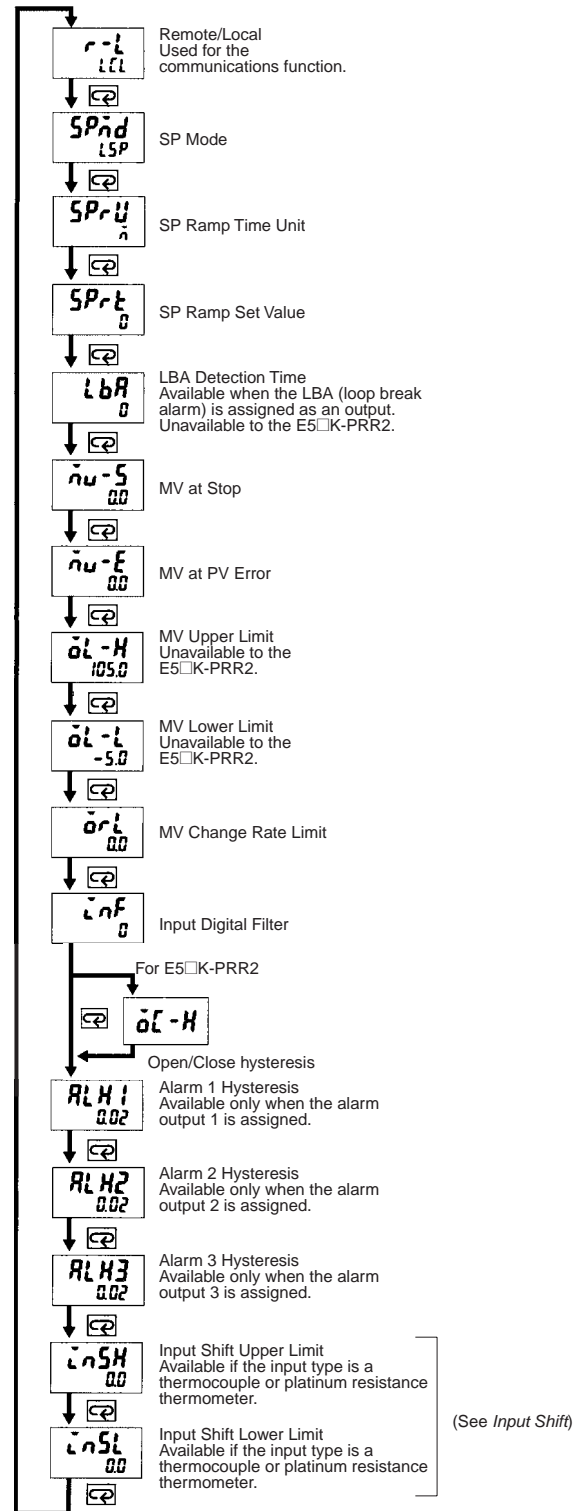 r-L
LCL
Remote/Local
Used for the
communications function.
SPmd
LSP
SP Mode
SPrU
m
SP Ramp Time Unit
SPrt
0
SP Ramp Set Value
LbA
0
LBA Detection Time
Available when the LBA (loop break
alarm) is assigned as an output.
Unavailable to the E5□K-PRR2.
mv-S
0.0
MV at Stop
mv-E
0.0
MV at PV Error
oL-H
105.0
MV Upper Limit
Unavailable to the
E5□K-PRR2.
oL-L
-5.0
MV Lower Limit
Unavailable to the
E5□K-PRR2.
orL
0.0
MV Change Rate Limit
inF
0
Input Digital Filter
For E5□K-PRR2
oC-H
Open/Close hysteresis
ALH1
0.02
Alarm 1 Hysteresis
Available only when the alarm
output 1 is assigned.
ALH2
0.02
Alarm 2 Hysteresis
Available only when the alarm
output 2 is assigned.
ALH3
0.02
Alarm 3 Hysteresis
Available only when the alarm
output 3 is assigned.
inSH
0.0
Input Shift Upper Limit
Available if the input type is a
thermocouple or platinum resistance
thermometer.
(See Input Shift)
inSL
0.0
Input Shift Lower Limit
Available if the input type is a
thermocouple or platinum resistance
thermometer.